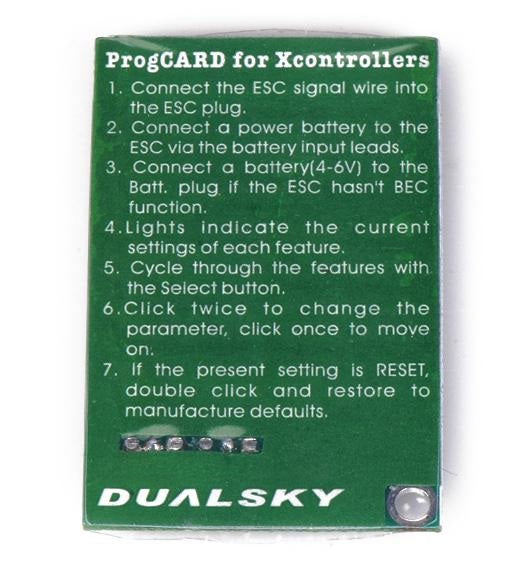 ProgCARD for Xcontrollers
1. Connect the ESC signal wire into
the ESC plug.
2. Connect a power battery to the
ESC via the battery input leads.
3. Connect a battery(4-6V) to the
Batt. plug if the ESC hasn't BEC
function.
4.Lights indicate the current
settings of each feature.
5. Cycle through the features with
the Select button.
6.Click twice to change the
parameter, click once to move
on.
7. If the present setting is RESET,
double click and restore to
manufacture defaults.
DUALSKY